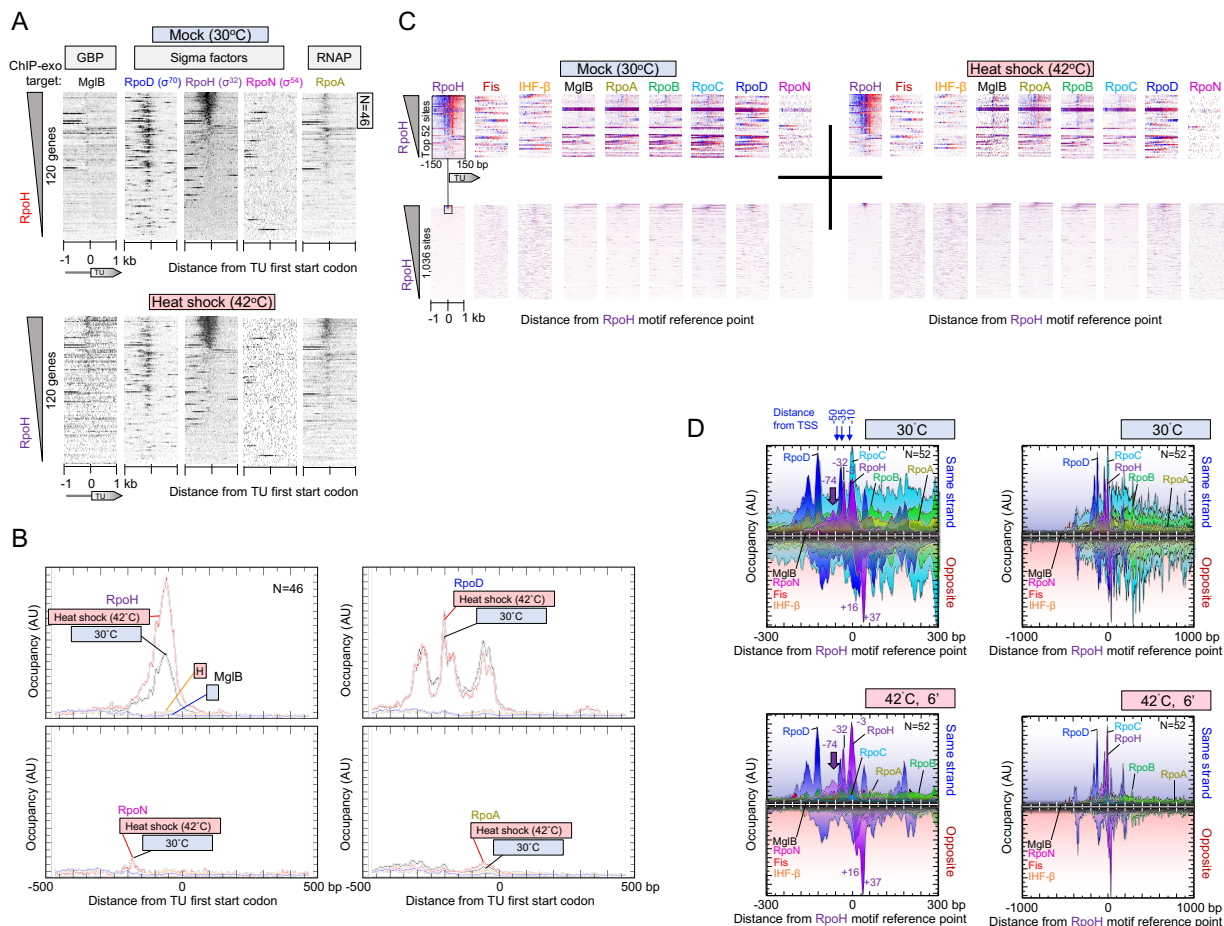 A
Mock (30°C)
GBP
Sigma factors
RNAP
ChIP-exo
target:
MglB
RpoD (σ70)
RpoH (σ32)
RpoN (σ54)
RpoA
N=46
120 genes
RpoH
-1 0 1 kb
TU
Distance from TU first start codon
Heat shock (42°C)
120 genes
RpoH
-1 0 1 kb
TU
Distance from TU first start codon
B
RpoH
N=46
Heat shock (42°C)
30°C
H
MglB
RpoD
Heat shock (42°C)
30°C
Occupancy (AU)
Occupancy (AU)
RpoN
Heat shock (42°C)
30°C
RpoA
Heat shock (42°C)
30°C
Occupancy (AU)
Occupancy (AU)
-500 0 500 bp
-500 0 500 bp
Distance from TU first start codon
Distance from TU first start codon
C
Mock (30°C)
Heat shock (42°C)
RpoH Fis IHF-β MglB RpoA RpoB RpoC RpoD RpoN
RpoH Fis IHF-β MglB RpoA RpoB RpoC RpoD RpoN
RpoH
Top 52 sites
-150 150 bp
TU
RpoH
1,036 sites
-1 0 1 kb
Distance from RpoH motif reference point
Distance from RpoH motif reference point
D
Distance
from TSS
-50
-35
-10
30°C
RpoD
-32
-3
RpoC
N=52
RpoH
RpoB
RpoA
-74
Same strand
Opposite
Occupancy (AU)
MglB
RpoN
Fis
IHF-β
+16
+37
-300 0 300 bp
Distance from RpoH motif reference point
30°C
RpoD
RpoC
N=52
RpoH
RpoB
RpoA
Same strand
Opposite
Occupancy (AU)
MglB
RpoN
Fis
IHF-β
-1000 0 1000 bp
Distance from RpoH motif reference point
42°C, 6'
RpoD
-32
-3
N=52
RpoH
-74
RpoC
RpoA
RpoB
Same strand
Opposite
Occupancy (AU)
MglB
RpoN
Fis
IHF-β
+16
+37
-300 0 300 bp
Distance from RpoH motif reference point
42°C, 6'
RpoD
RpoC
N=52
RpoH
RpoB
RpoA
Same strand
Opposite
Occupancy (AU)
MglB
RpoN
Fis
IHF-β
-1000 0 1000 bp
Distance from RpoH motif reference point